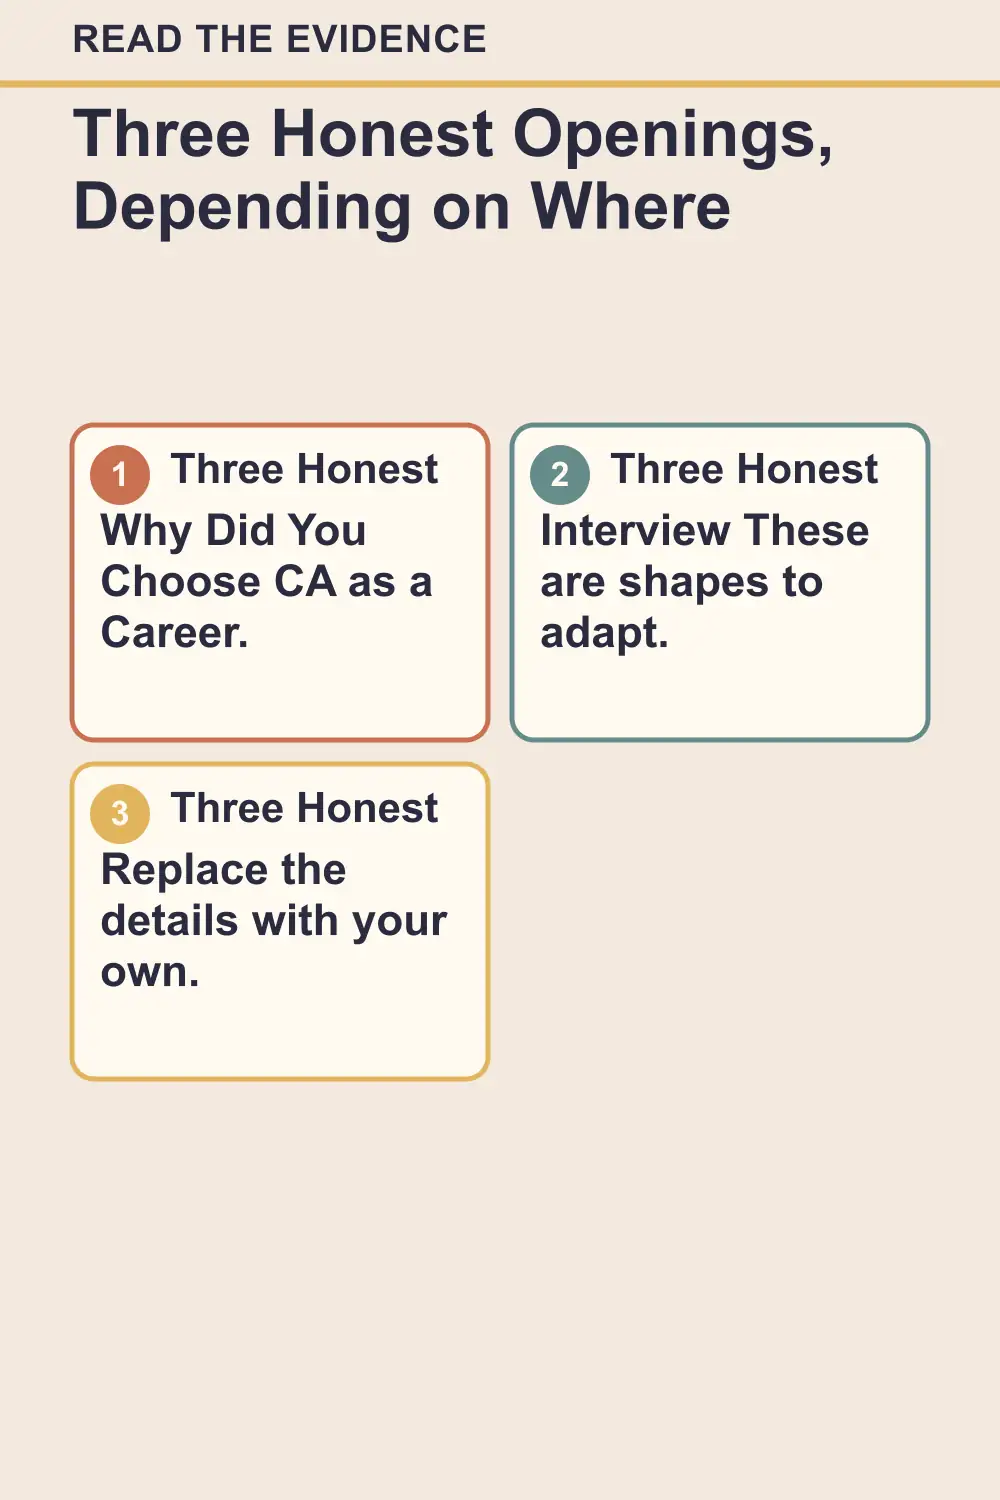 READ THE EVIDENCE
Three Honest Openings,
Depending on Where
1 Three Honest
Why Did You
Choose CA as a
Career.
2 Three Honest
Interview These
are shapes to
adapt.
3 Three Honest
Replace the
details with your
own.